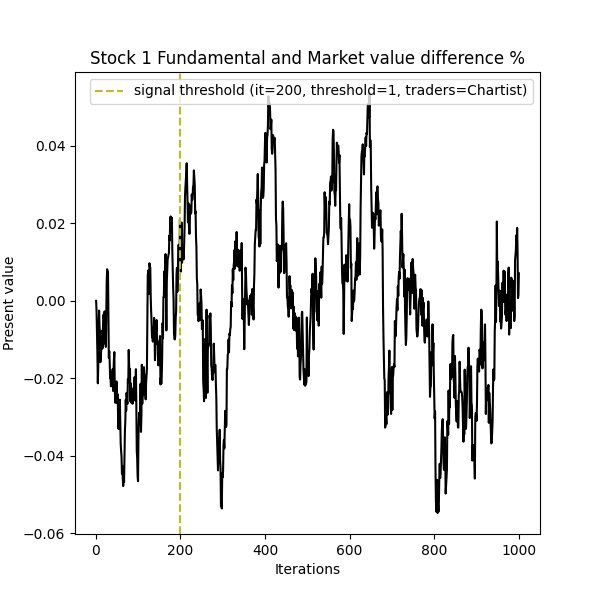 Stock 1 Fundamental and Market value difference %
signal threshold (it=200, threshold=1, traders=Chartist)
0.04
0.02
0.00
−0.02
−0.04
−0.06
Present value
0 200 400 600 800 1000
Iterations